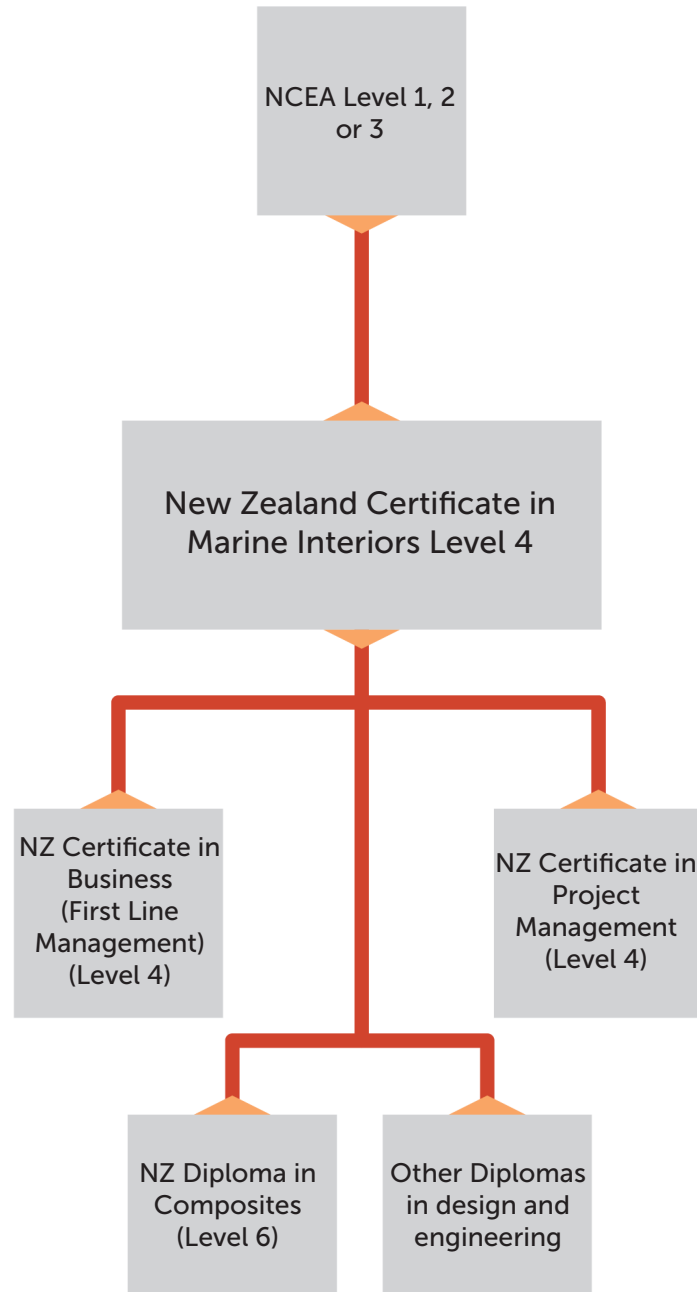 NCEA Level 1, 2
or 3
New Zealand Certificate in
Marine Interiors Level 4
NZ Certificate in
Business
(First Line
Management)
(Level 4)
NZ Certificate in
Project
Management
(Level 4)
NZ Diploma in
Composites
(Level 6)
Other Diplomas
in design and
engineering